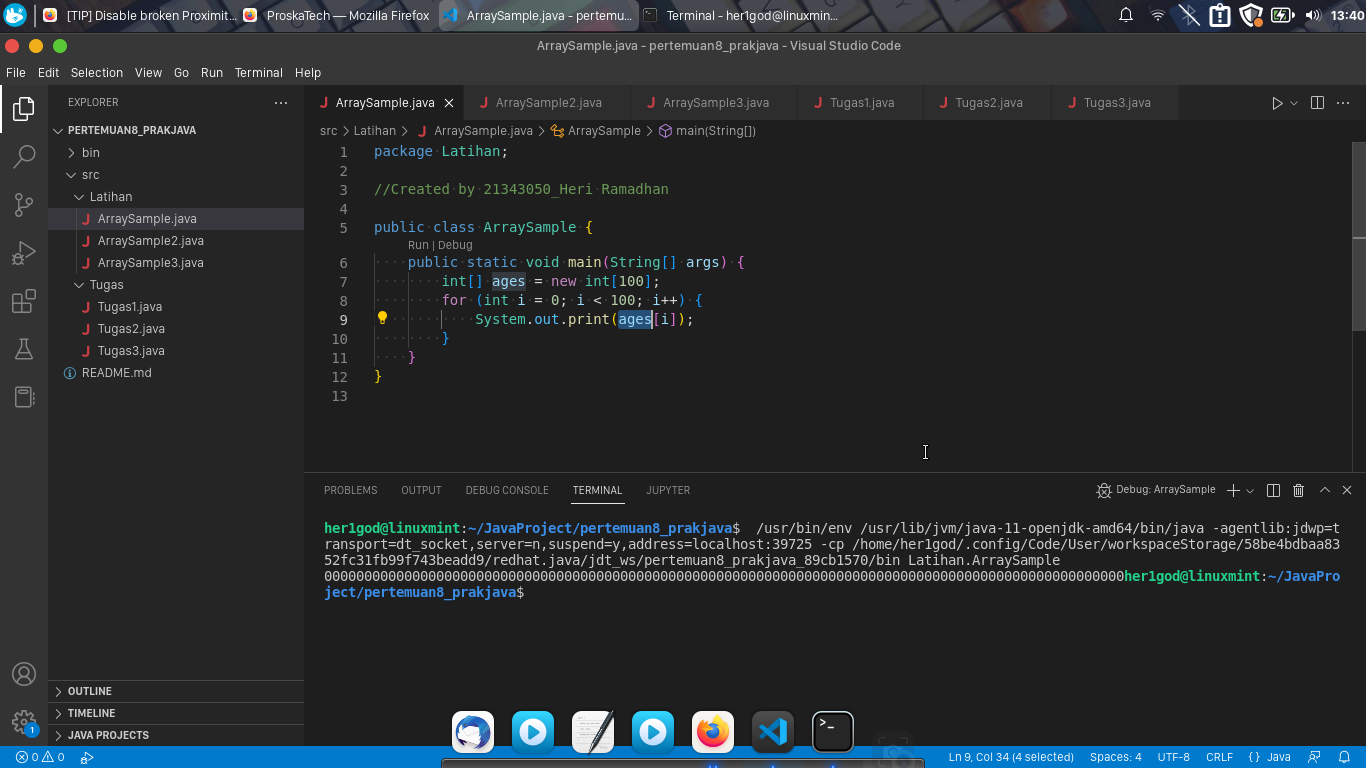 [TIP] Disable broken Proximit...
ProskaTech — Mozilla Firefox
ArraySample.java - pertemu...
Terminal - her1god@linuxmin...
13:40
ArraySample.java - pertemuan8_prakjava - Visual Studio Code
File Edit Selection View Go Run Terminal Help
EXPLORER
PERTEMUAN8_PRAKJAVA
bin
src
Latihan
ArraySample.java
ArraySample2.java
ArraySample3.java
Tugas
Tugas1.java
Tugas2.java
Tugas3.java
README.md
OUTLINE
TIMELINE
JAVA PROJECTS
1
ArraySample.java ArraySample2.java ArraySample3.java Tugas1.java Tugas2.java Tugas3.java
src > Latihan > ArraySample.java > ArraySample > main(String[])
1 package Latihan;
2
3 //Created by 21343050_Heri Ramadhan
4
5 public class ArraySample {
Run | Debug
6 public static void main(String[] args) {
7 int[] ages = new int[100];
8 for (int i = 0; i < 100; i++) {
9 System.out.print(ages[i]);
10 }
11 }
12 }
13
PROBLEMS OUTPUT DEBUG CONSOLE TERMINAL JUPYTER
Debug: ArraySample
her1god@linuxmint:~/JavaProject/pertemuan8_prakjava$ /usr/bin/env /usr/lib/jvm/java-11-openjdk-amd64/bin/java -agentlib:jdwp=t
ransport=dt_socket,server=n,suspend=y,address=localhost:39725 -cp /home/her1god/.config/Code/User/workspaceStorage/58be4bdbaa83
52fc31fb99f743beadd9/redhat.java/jdt_ws/pertemuan8_prakjava_89cb1570/bin Latihan.ArraySample
0000000000000000000000000000000000000000000000000000000000000000000000000000000000000000000000000000her1god@linuxmint:~/JavaPro
ject/pertemuan8_prakjava$
>_
0 0
Ln 9, Col 34 (4 selected) Spaces: 4 UTF-8 CRLF { } Java